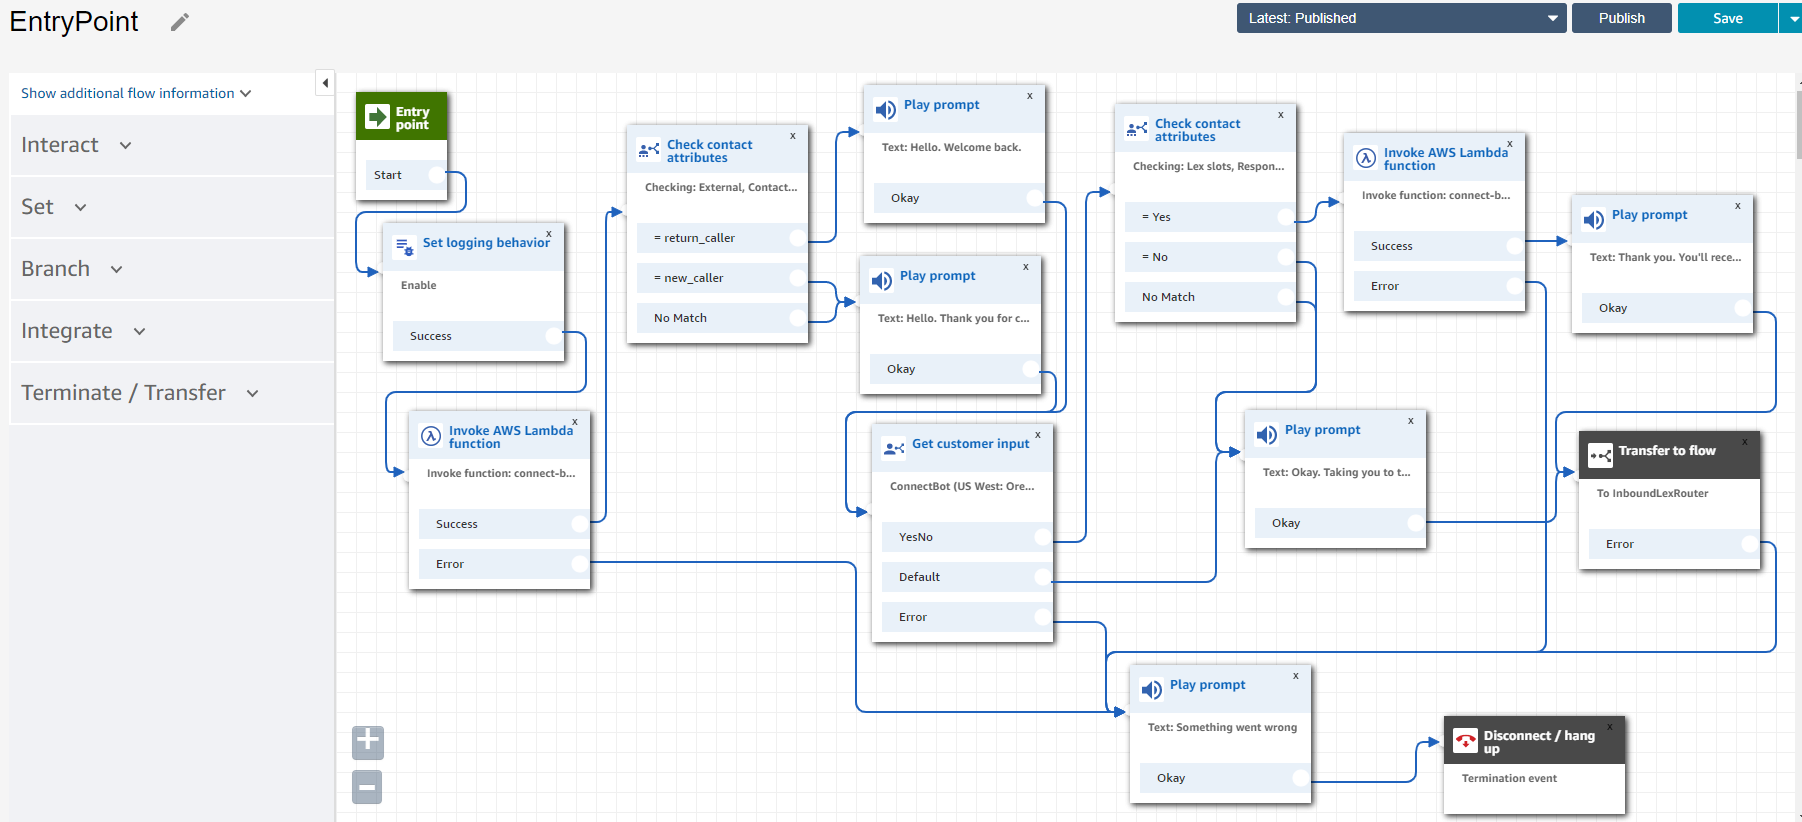 EntryPoint
Latest: Published
Publish
Save
Show additional flow information
Interact
Set
Branch
Integrate
Terminate / Transfer
Entry
point
Start
x
Set logging behavior
Enable
Success
x
Invoke AWS Lambda
function
Invoke function: connect-b...
Success
Error
x
Check contact
attributes
Checking: External, Contact...
= return_caller
= new_caller
No Match
x
Play prompt
Text: Hello. Welcome back.
Okay
x
Play prompt
Text: Hello. Thank you for c...
Okay
x
Get customer input
ConnectBot (US West: Ore...
YesNo
Default
Error
x
Check contact
attributes
Checking: Lex slots, Respon...
= Yes
= No
No Match
x
Invoke AWS Lambda
function
Invoke function: connect-b...
Success
Error
x
Play prompt
Text: Thank you. You'll rece...
Okay
x
Play prompt
Text: Okay. Taking you to t...
Okay
x
Transfer to flow
To InboundLexRouter
Error
x
Play prompt
Text: Something went wrong
Okay
x
Disconnect / hang
up
Termination event